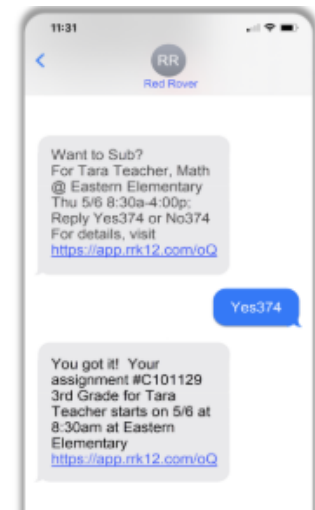 11:31
RR
Red Rover
Want to Sub?
For Tara Teacher, Math
@ Eastern Elementary
Thu 5/6 8:30a-4:00p;
Reply Yes374 or No374
For details, visit
https://app.rrk12.com/oQ
Yes374
You got it!  Your
assignment #C101129
3rd Grade for Tara
Teacher starts on 5/6 at
8:30am at Eastern
Elementary
https://app.rrk12.com/oQ